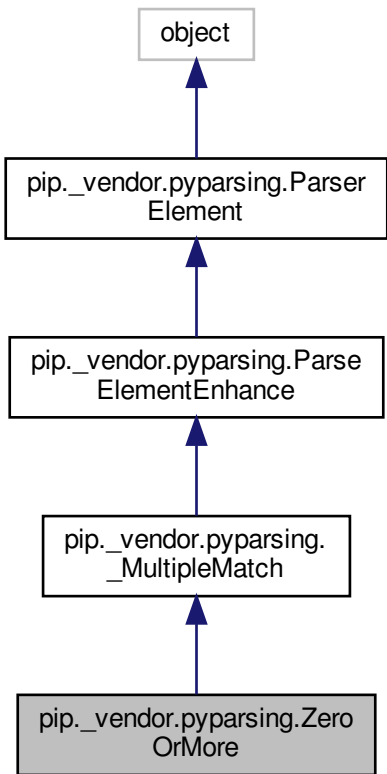 object
pip._vendor.pyparsing.Parser
Element
pip._vendor.pyparsing.Parse
ElementEnhance
pip._vendor.pyparsing.
_MultipleMatch
pip._vendor.pyparsing.Zero
OrMore